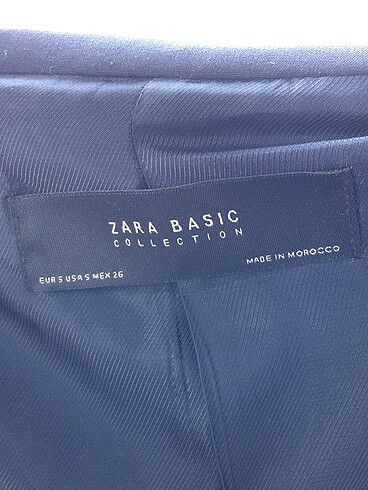 ZARA BASIC
COLLECTION
MADE IN MOROCCO
EUR S USA S MEX 26